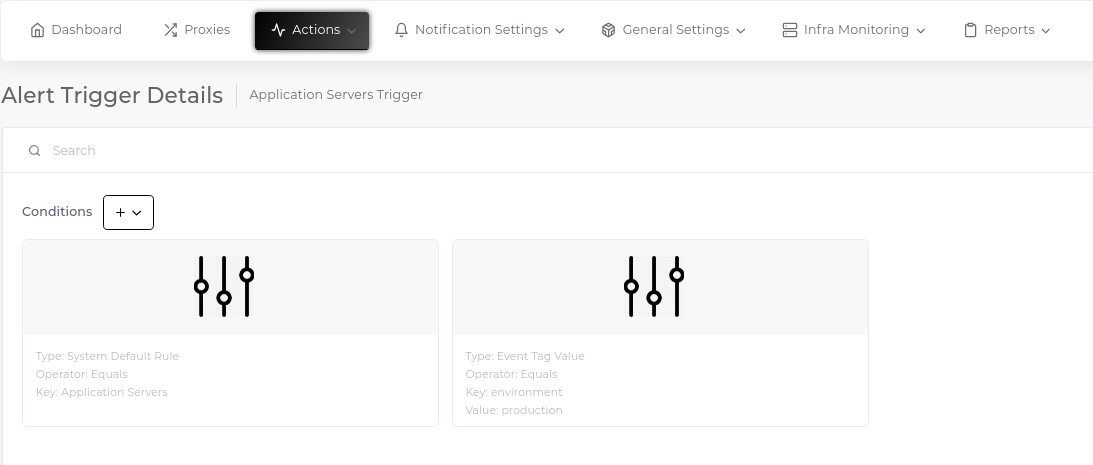 Dashboard Proxies Actions Notification Settings General Settings Infra Monitoring Reports
Alert Trigger Details Application Servers Trigger
Search
Conditions +
Type: System Default Rule
Operator: Equals
Key: Application Servers
Type: Event Tag Value
Operator: Equals
Key: environment
Value: production